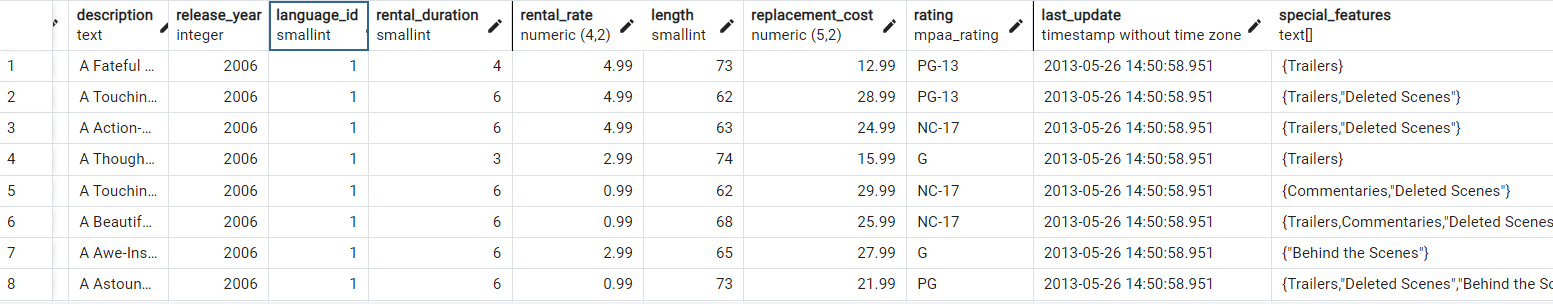 description release_year language_id rental_duration rental_rate length replacement_cost rating last_update special_features
text integer smallint smallint numeric (4,2) smallint numeric (5,2) mpaa_rating timestamp without time zone text[]
1 A Fateful ... 2006 1 4 4.99 73 12.99 PG-13 2013-05-26 14:50:58.951 {Trailers}
2 A Touchin... 2006 1 6 4.99 62 28.99 PG-13 2013-05-26 14:50:58.951 {Trailers,"Deleted Scenes"}
3 A Action-... 2006 1 6 4.99 63 24.99 NC-17 2013-05-26 14:50:58.951 {Trailers,"Deleted Scenes"}
4 A Though... 2006 1 3 2.99 74 15.99 G 2013-05-26 14:50:58.951 {Trailers}
5 A Touchin... 2006 1 6 0.99 62 29.99 NC-17 2013-05-26 14:50:58.951 {Commentaries,"Deleted Scenes"}
6 A Beautif... 2006 1 6 0.99 68 25.99 NC-17 2013-05-26 14:50:58.951 {Trailers,Commentaries,"Deleted Scenes
7 A Awe-Ins... 2006 1 6 2.99 65 27.99 G 2013-05-26 14:50:58.951 {"Behind the Scenes"}
8 A Astoun... 2006 1 6 0.99 73 21.99 PG 2013-05-26 14:50:58.951 {Trailers,"Deleted Scenes","Behind the Sc